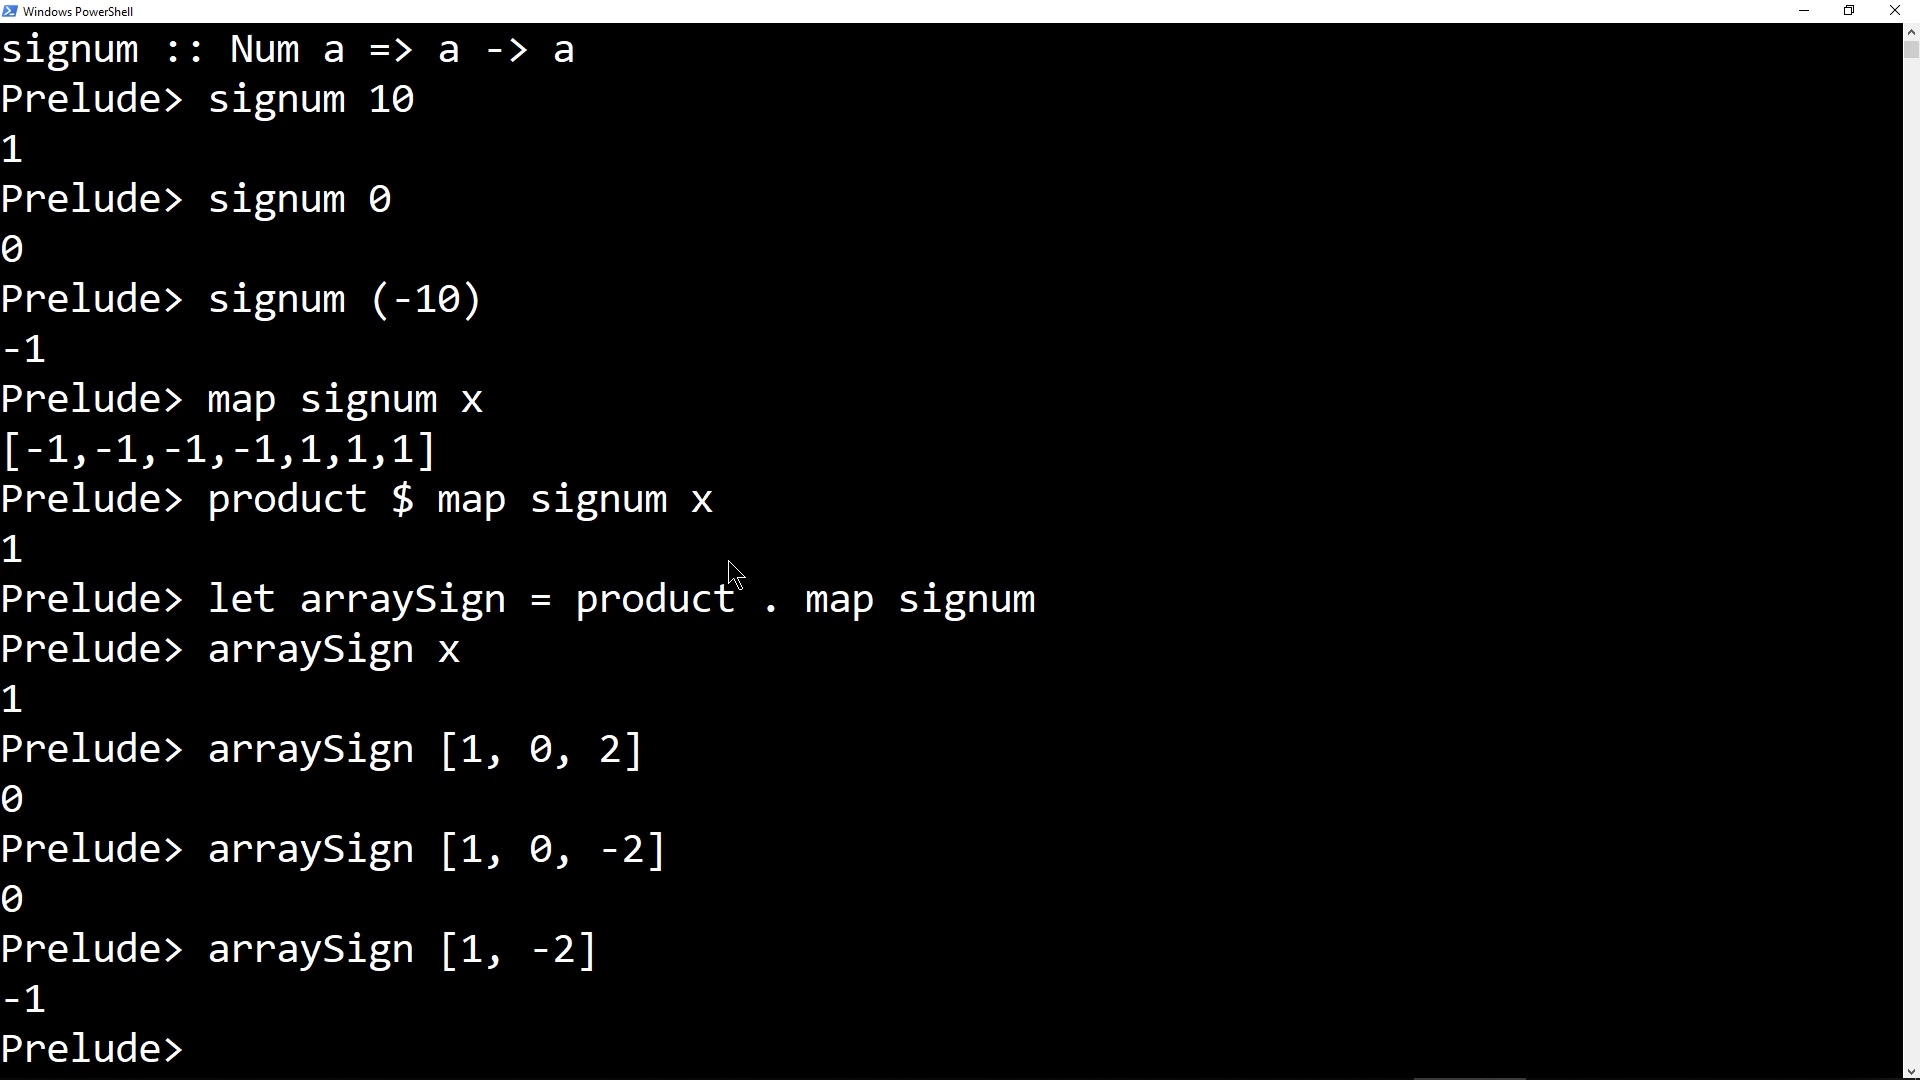 Windows PowerShell
signum :: Num a => a -> a
Prelude> signum 10
1
Prelude> signum 0
0
Prelude> signum (-10)
-1
Prelude> map signum x
[-1,-1,-1,-1,1,1,1]
Prelude> product $ map signum x
1
Prelude> let arraySign = product . map signum
Prelude> arraySign x
1
Prelude> arraySign [1, 0, 2]
0
Prelude> arraySign [1, 0, -2]
0
Prelude> arraySign [1, -2]
-1
Prelude>